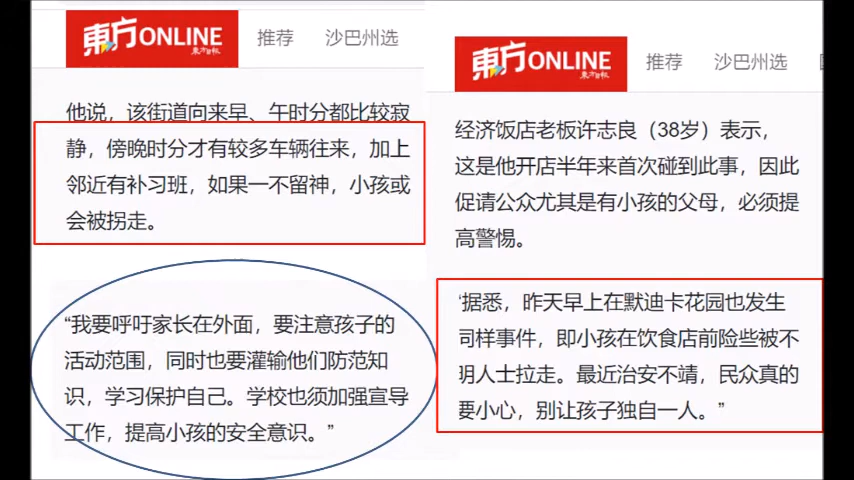 東方ONLINE
東方日报
推荐
沙巴州选
他说，该街道向来早、午时分都比较寂
静，傍晚时分才有较多车辆往来，加上
邻近有补习班，如果一不留神，小孩或
会被拐走。
“我要呼吁家长在外面，要注意孩子的
活动范围，同时也要灌输他们防范知
识，学习保护自己。学校也须加强宣导
工作，提高小孩的安全意识。”
東方ONLINE
東方日报
推荐
沙巴州选
经济饭店老板许志良（38岁）表示，
这是他开店半年来首次碰到此事，因此
促请公众尤其是有小孩的父母，必须提
高警惕。
“据悉，昨天早上在默迪卡花园也发生
同样事件，即小孩在饮食店前险些被不
明人士拉走。最近治安不靖，民众真的
要小心，别让孩子独自一人。”